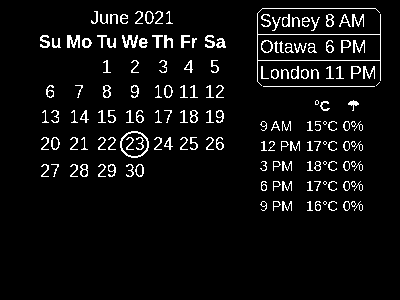 June 2021
Su Mo Tu We Th Fr Sa
1 2 3 4 5
6 7 8 9 10 11 12
13 14 15 16 17 18 19
20 21 22 23 24 25 26
27 28 29 30
Sydney 8 AM
Ottawa 6 PM
London 11 PM
°C
9 AM 15°C 0%
12 PM 17°C 0%
3 PM 18°C 0%
6 PM 17°C 0%
9 PM 16°C 0%